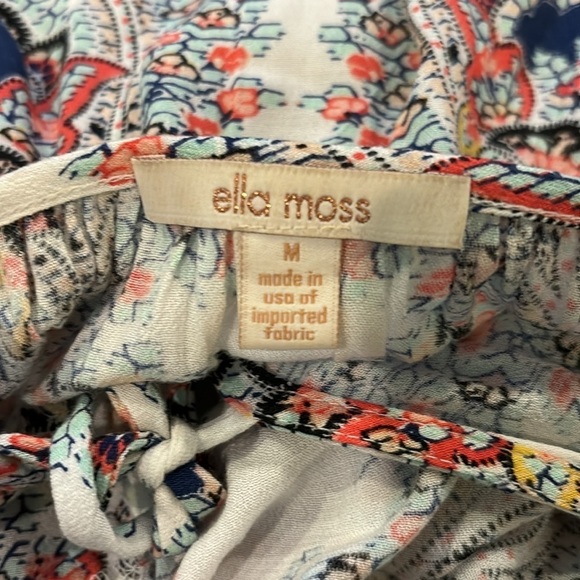 ella moss
M
made in
usa of
imported
fabric